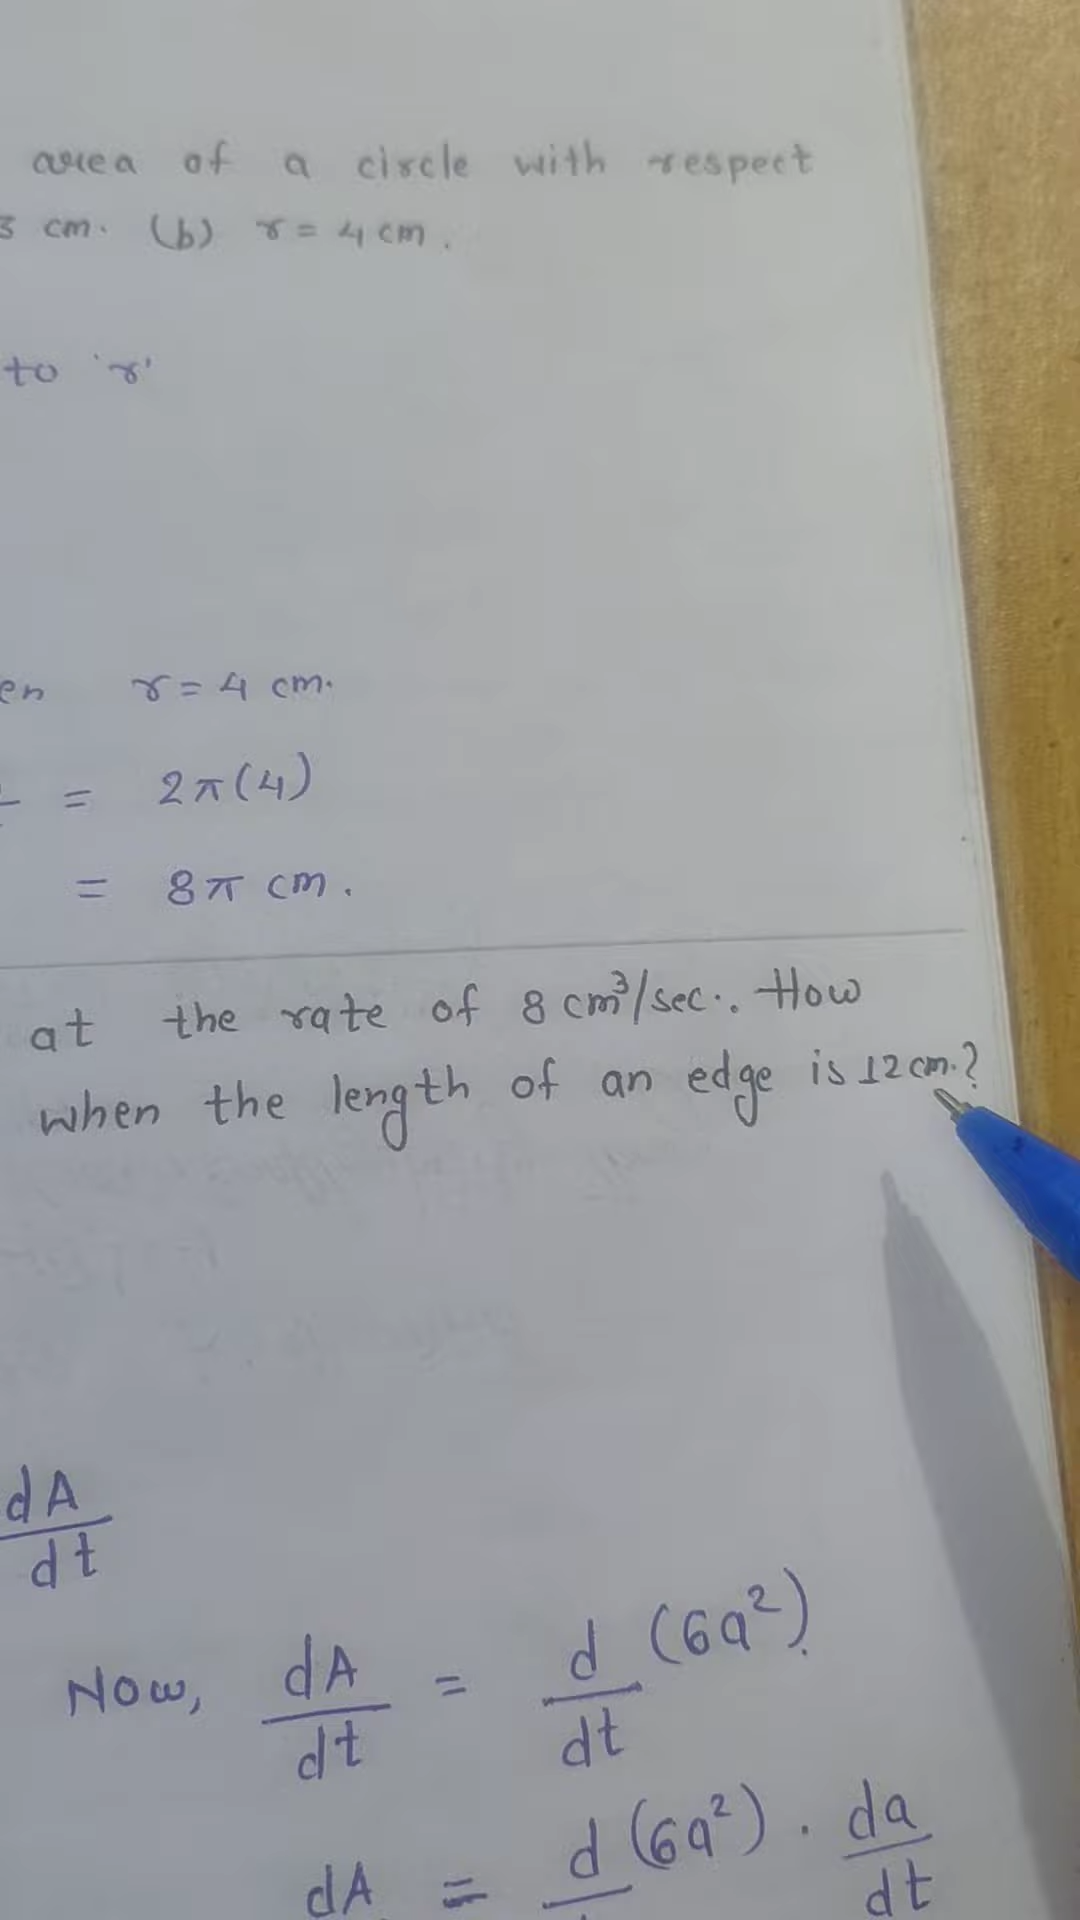 area of a circle with respect
3 cm. (b) r = 4 cm.
to 'r'
en r = 4 cm.
= 2π(4)
= 8π cm.
at the rate of 8 cm³/sec.. How
when the length of an edge is 12 cm.?
dA
dt
Now, dA/dt = d/dt (6a²)
dA = d (6a²) . da/dt